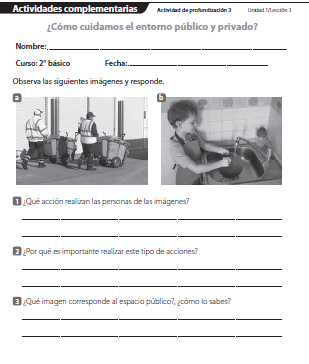 Actividades complementarias Actividad de profundización 3 Unidad 1/Lección 3
¿Cómo cuidamos el entorno público y privado?
Nombre:
Curso: 2° básico Fecha:
Observa las siguientes imágenes y responde.
a b
1 ¿Qué acción realizan las personas de las imágenes?
2 ¿Por qué es importante realizar este tipo de acciones?
3 ¿Qué imagen corresponde al espacio público?, ¿cómo lo sabes?